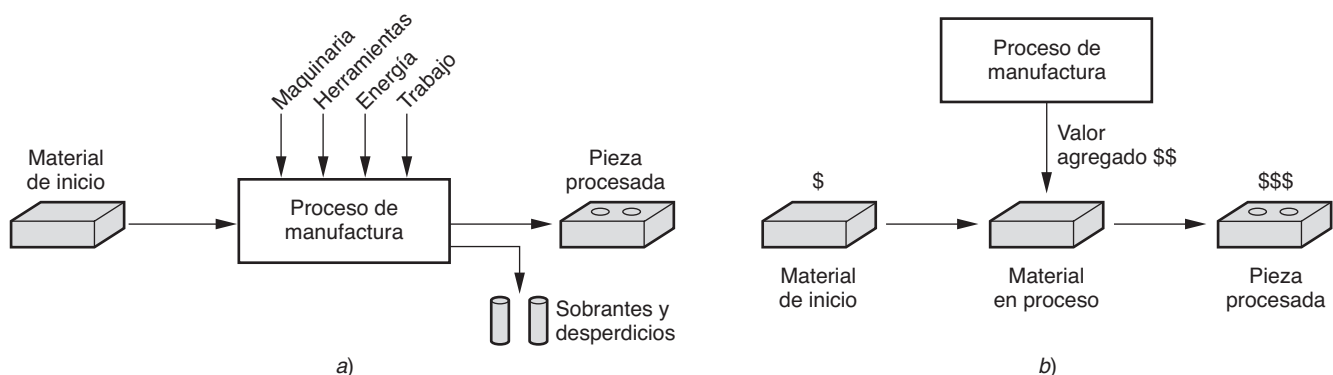 Maquinaria
Herramientas
Energía
Trabajo
Material
de inicio
Proceso de
manufactura
Pieza
procesada
Sobrantes y
desperdicios
a)
Proceso de
manufactura
Valor
agregado $$
$
$$$
Material
de inicio
Material
en proceso
Pieza
procesada
b)